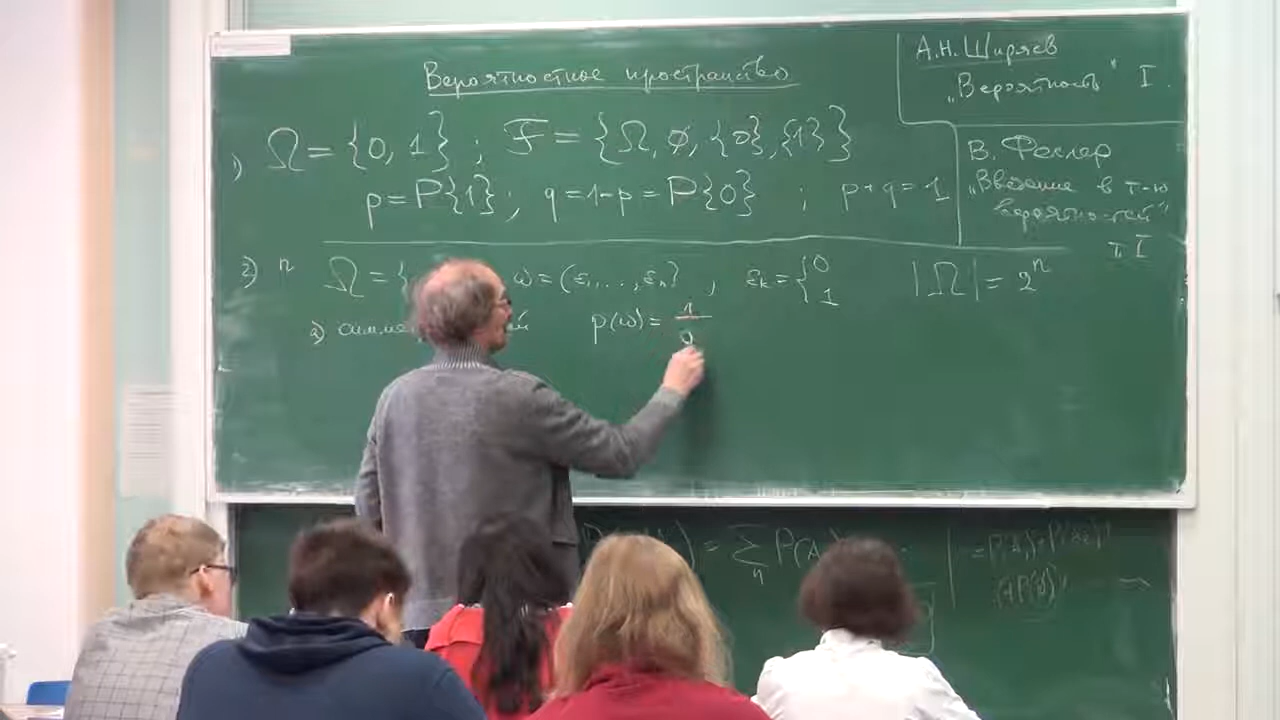 Вероятностное пространство
А.Н. Ширяев
„Вероятность" I.
1) Ω = {0, 1} ; F = {Ω, ∅, {0}, {1}}
p = P{1}; q = 1-p = P{0} ; p+q = 1
В. Феллер
„Введение в т-ю
вероятностей"
т. I
2) n Ω = { ω = (ε₁, ..., εₙ} , εₖ = { 0 1 |Ω| = 2ⁿ
a) p(ω) = 1
= ∑ₙ P(A